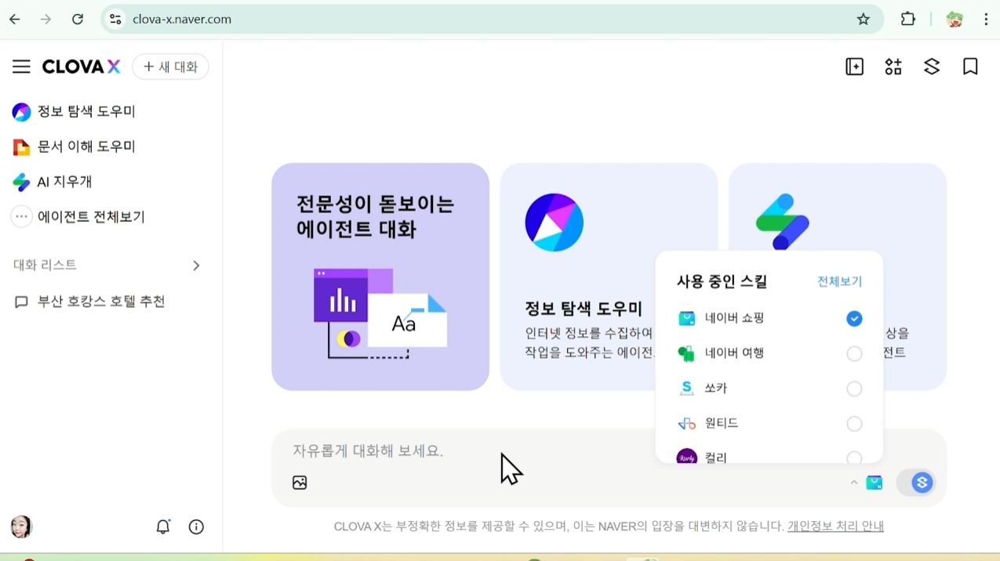 clova-x.naver.com
CLOVA X
+ 새 대화
정보 탐색 도우미
문서 이해 도우미
AI 지우개
에이전트 전체보기
대화 리스트
부산 호캉스 호텔 추천
전문성이 돋보이는
에이전트 대화
Aa
정보 탐색 도우미
인터넷 정보를 수집하여
작업을 도와주는 에이전
상을
전트
사용 중인 스킬
전체보기
네이버 쇼핑
네이버 여행
쏘카
원티드
Kurly
컬리
자유롭게 대화해 보세요.
CLOVA X는 부정확한 정보를 제공할 수 있으며, 이는 NAVER의 입장을 대변하지 않습니다. 개인정보 처리 안내